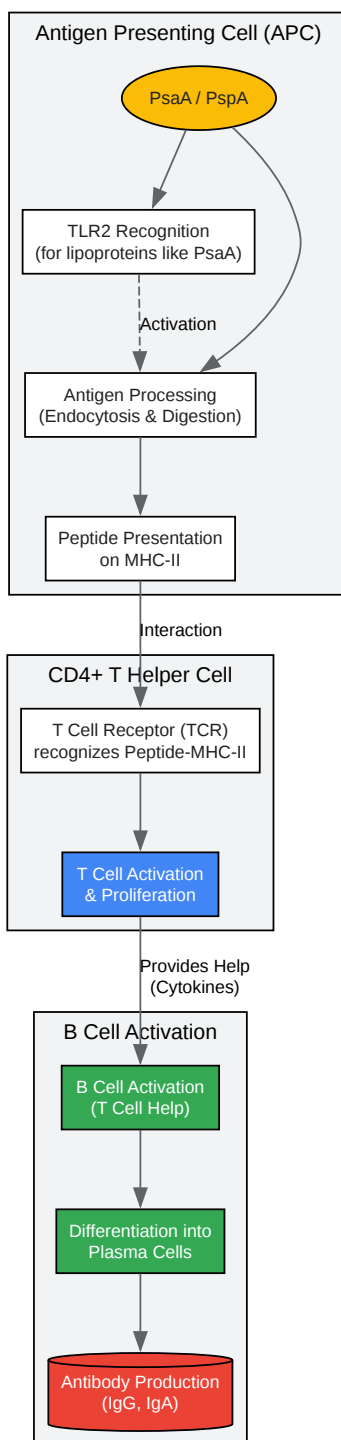 Antigen Presenting Cell (APC)
PsaA / PspA
TLR2 Recognition
(for lipoproteins like PsaA)
Activation
Antigen Processing
(Endocytosis & Digestion)
Peptide Presentation
on MHC-II
Interaction
CD4+ T Helper Cell
T Cell Receptor (TCR)
recognizes Peptide-MHC-II
T Cell Activation
& Proliferation
Provides Help
(Cytokines)
B Cell Activation
B Cell Activation
(T Cell Help)
Differentiation into
Plasma Cells
Antibody Production
(IgG, IgA)